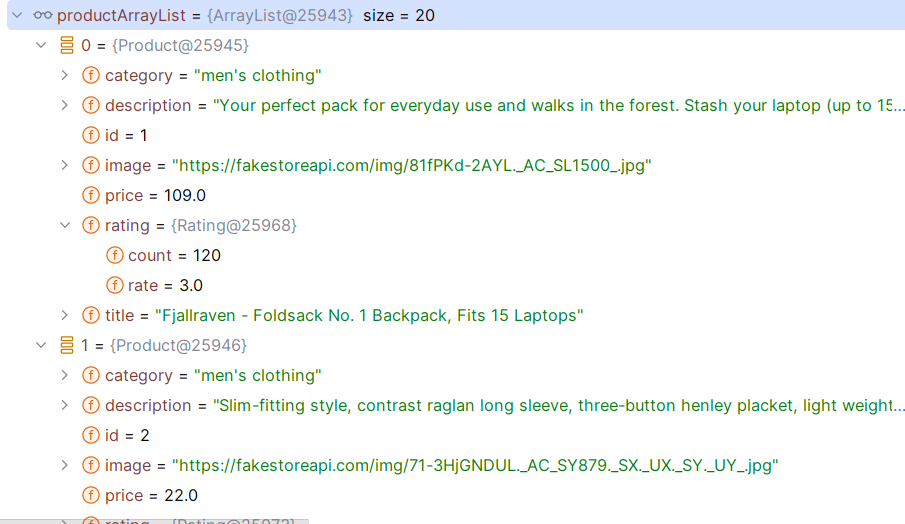 productArrayList = {ArrayList@25943} size = 20
0 = {Product@25945}
f category = "men's clothing"
f description = "Your perfect pack for everyday use and walks in the forest. Stash your laptop (up to 15...
f id = 1
f image = "https://fakestoreapi.com/img/81fPKd-2AYL._AC_SL1500_.jpg"
f price = 109.0
f rating = {Rating@25968}
f count = 120
f rate = 3.0
f title = "Fjallraven - Foldsack No. 1 Backpack, Fits 15 Laptops"
1 = {Product@25946}
f category = "men's clothing"
f description = "Slim-fitting style, contrast raglan long sleeve, three-button henley placket, light weight...
f id = 2
f image = "https://fakestoreapi.com/img/71-3HjGNDUL._AC_SY879._SX._UX._SY._UY_.jpg"
f price = 22.0